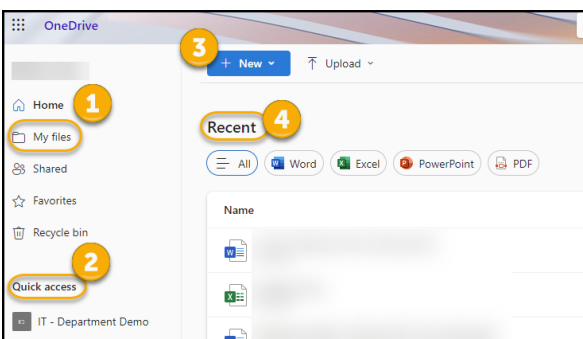 OneDrive
3
+ New
Upload
1
Home
4
Recent
My files
All
Word
Excel
PowerPoint
PDF
Shared
Favorites
Name
Recycle bin
2
Quick access
IT - Department Demo